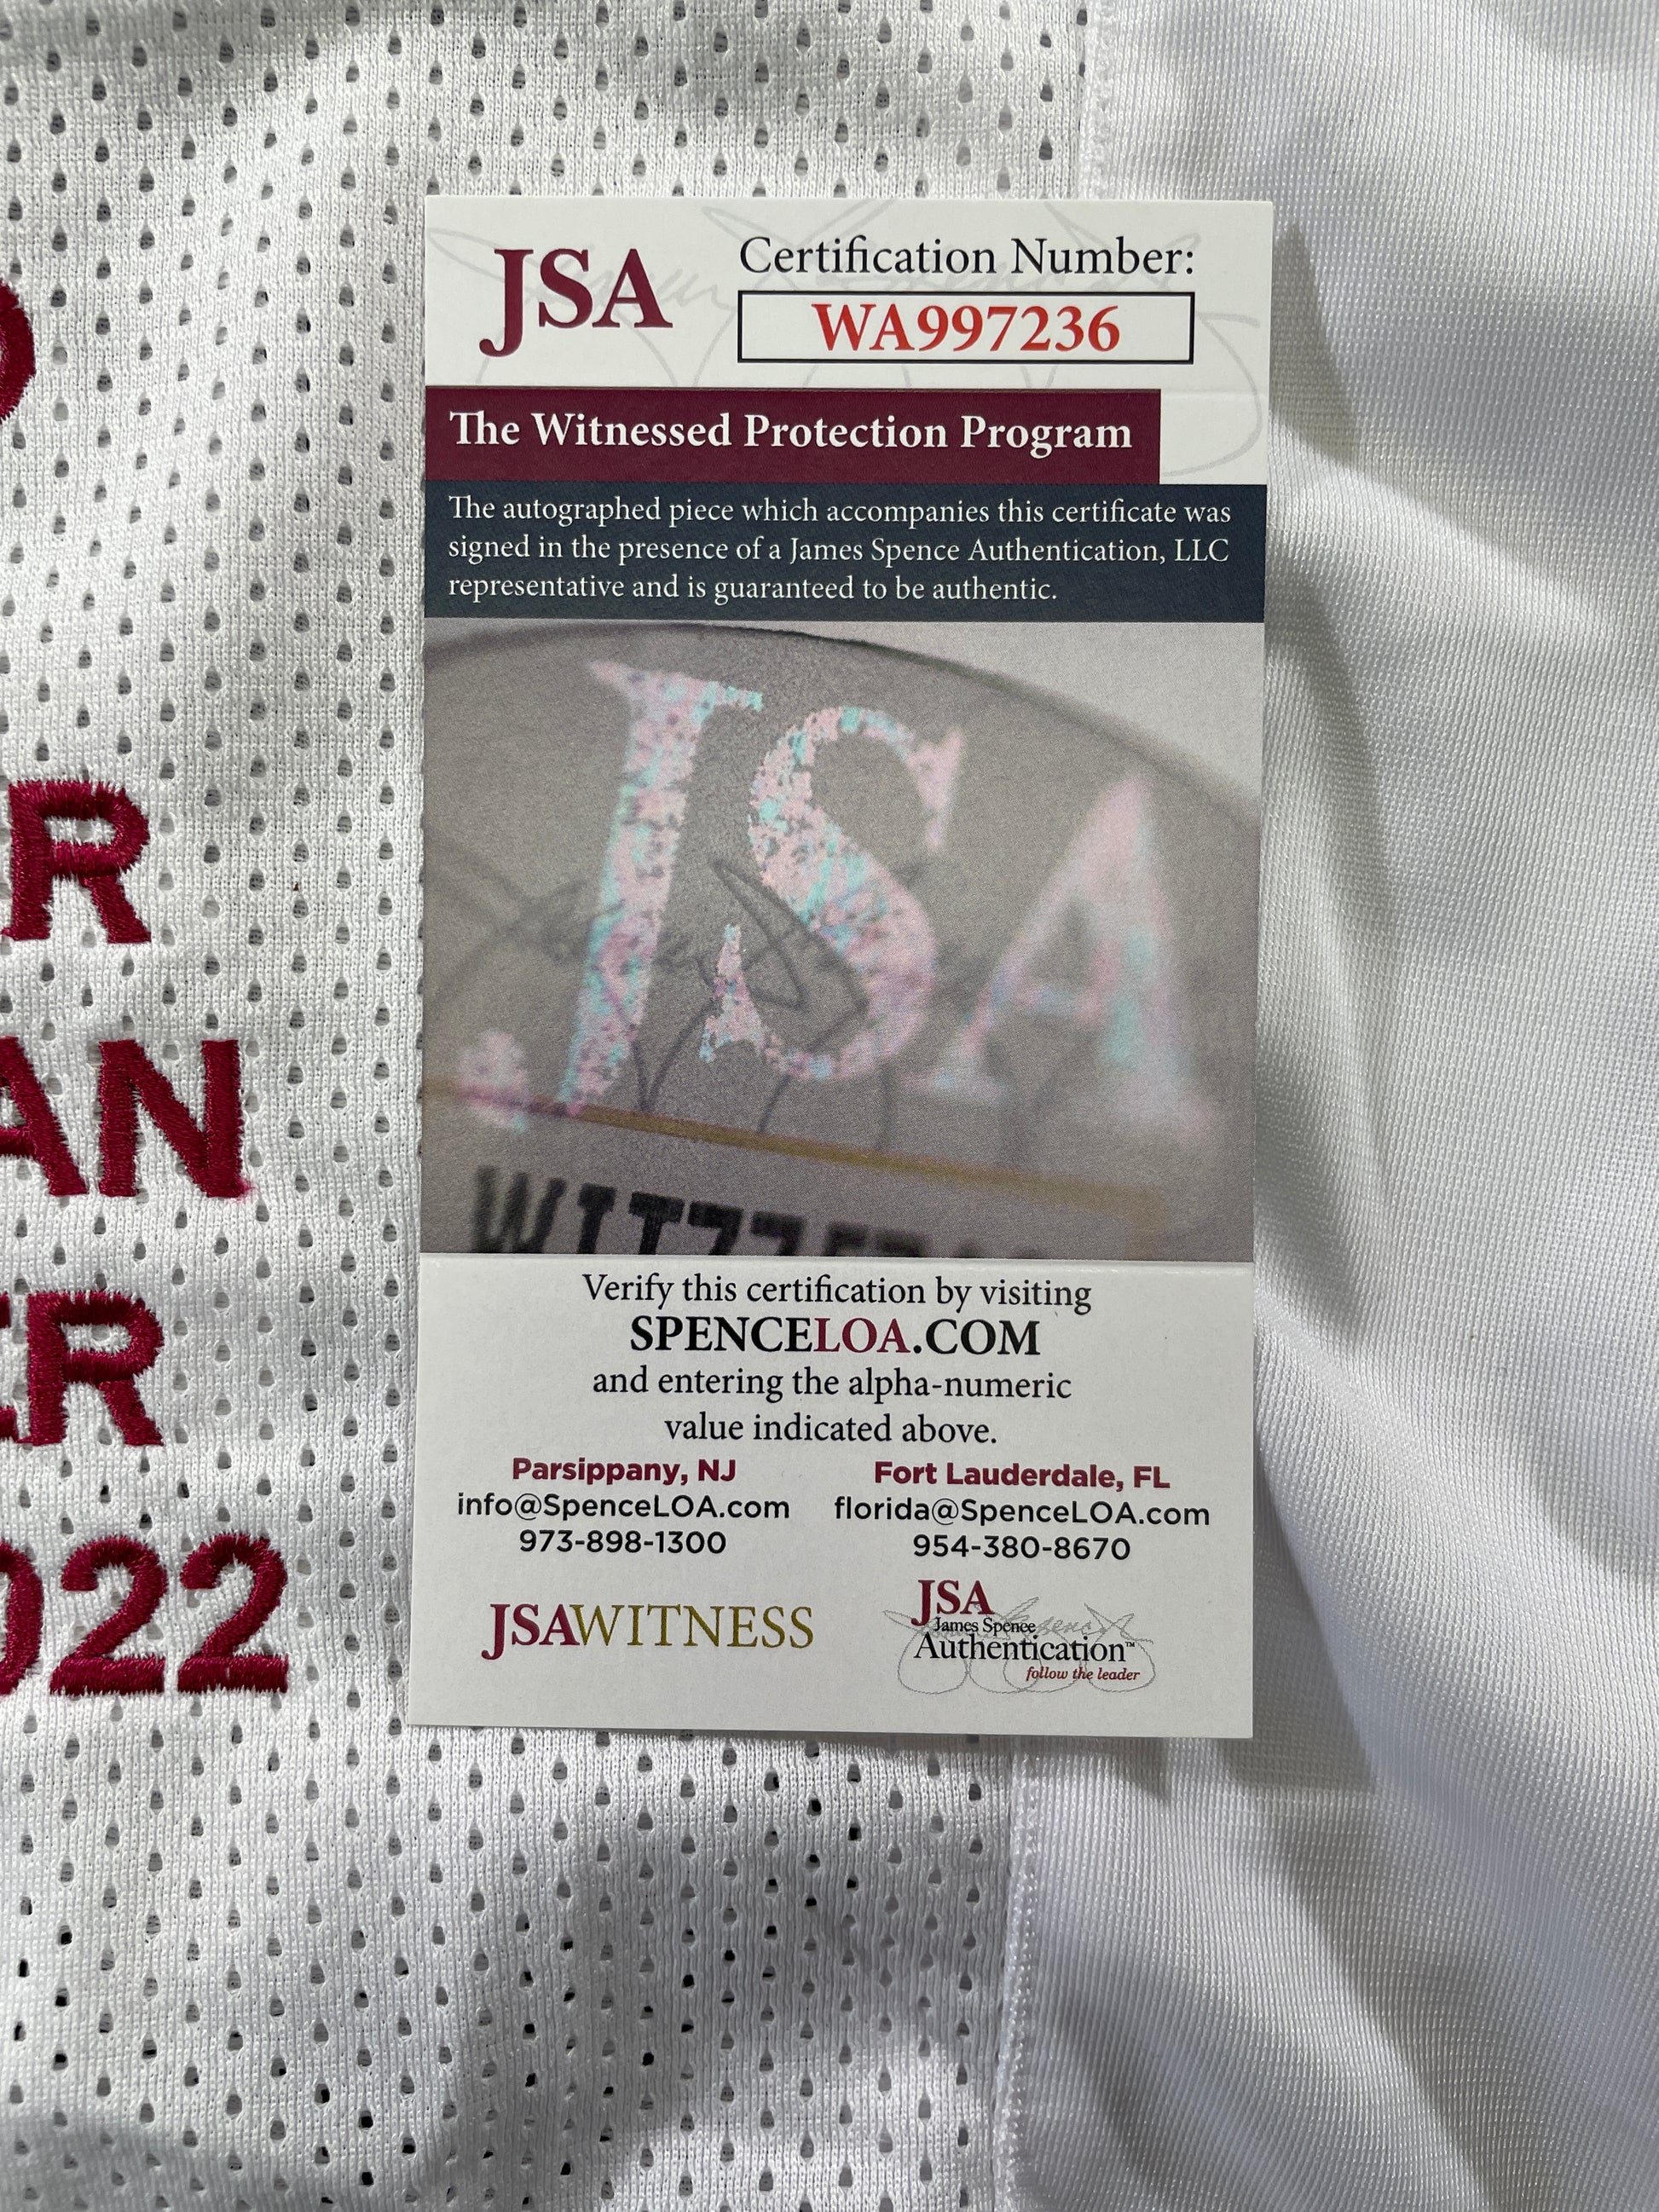 JSA
Certification Number:
WA997236
The Witnessed Protection Program
The autographed piece which accompanies this certificate was
signed in the presence of a James Spence Authentication, LLC
representative and is guaranteed to be authentic.
JSA
Verify this certification by visiting
SPENCELOA.COM
and entering the alpha-numeric
value indicated above.
Parsippany, NJ
info@SpenceLOA.com
973-898-1300
Fort Lauderdale, FL
florida@SpenceLOA.com
954-380-8670
JSAWITNESS
JSA
James Spence
Authentication™
follow the leader
R
AN
ER
022